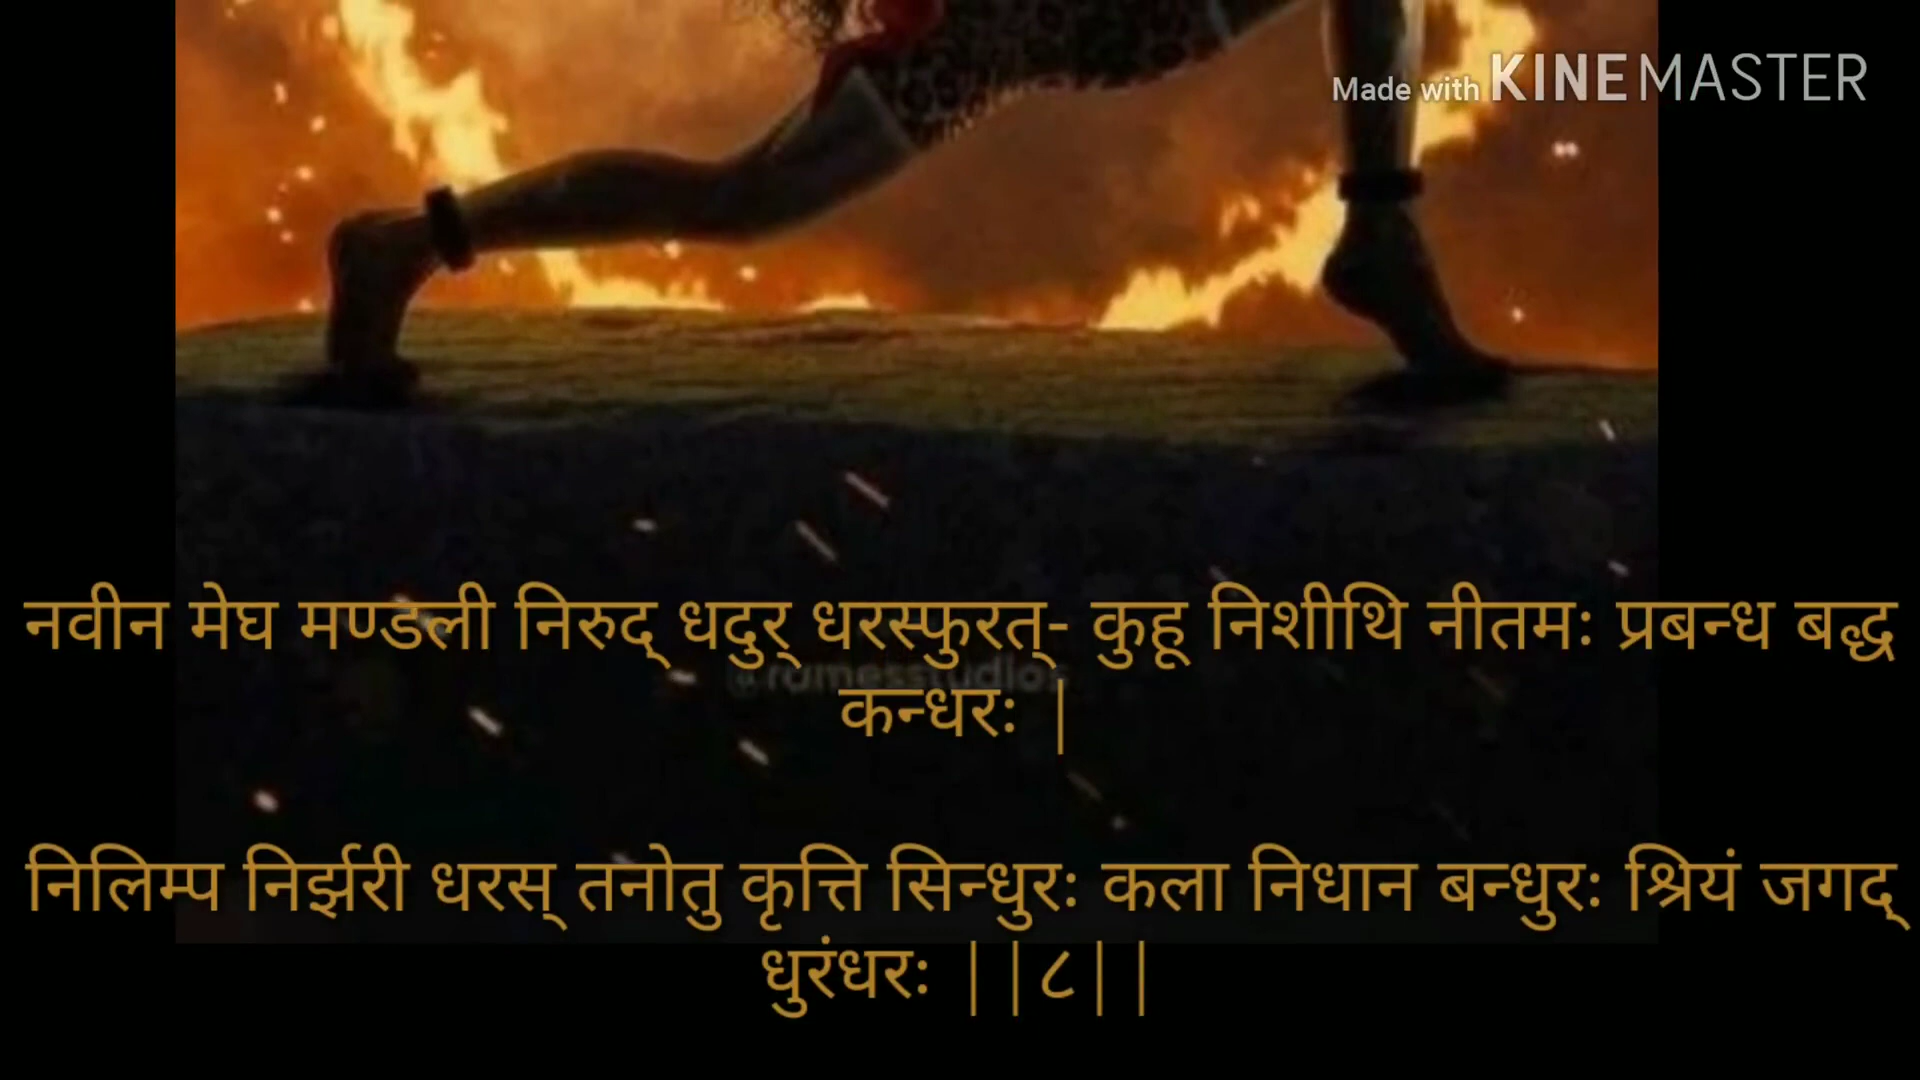 Made with KINEMASTER
नवीन मेघ मण्डली निरुद् धदुर् धरस्फुरत्- कुहू निशीथि नीतमः प्रबन्ध बद्ध
@ramesstudios
कन्धरः |
निलिम्प निर्झरी धरस् तनोतु कृत्ति सिन्धुरः कला निधान बन्धुरः श्रियं जगद्
धुरंधरः ||८||